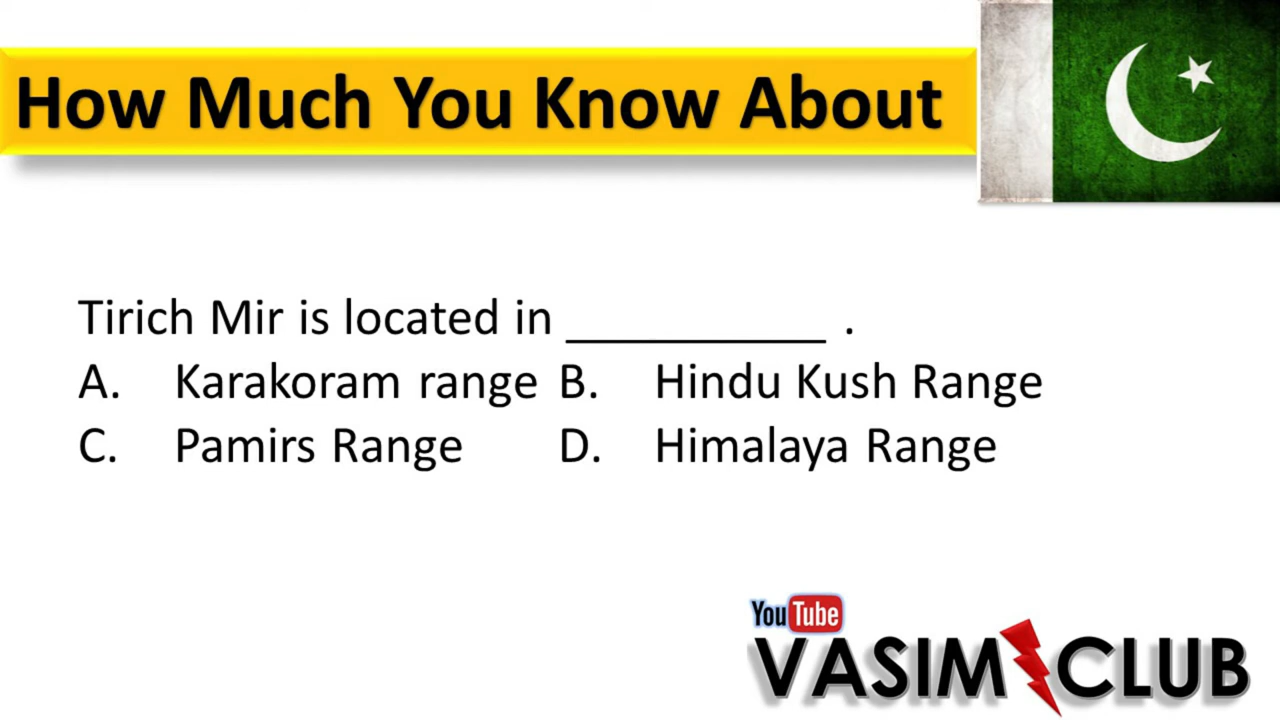 How Much You Know About
Tirich Mir is located in __________ .
A. Karakoram range B. Hindu Kush Range
C. Pamirs Range D. Himalaya Range
YouTube
VASIM CLUB